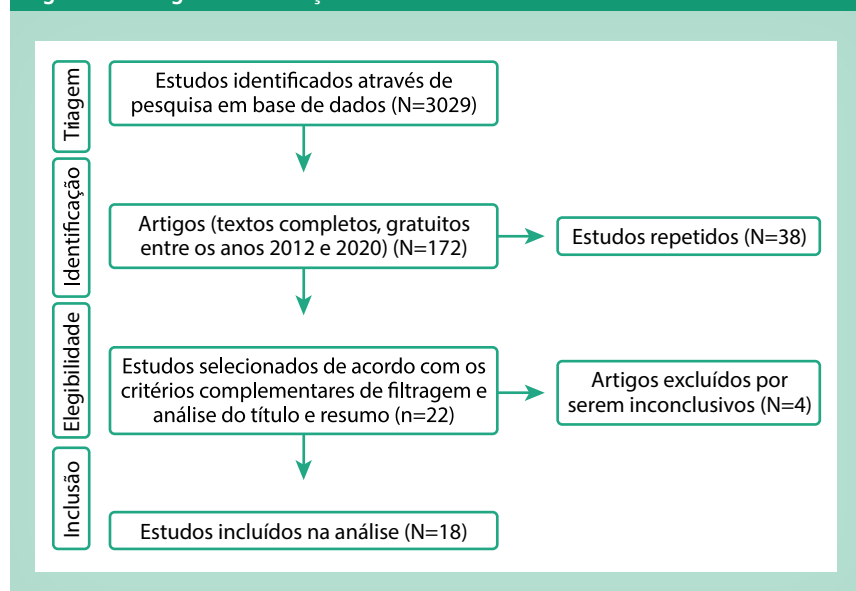 Triagem
Estudos identificados através de
pesquisa em base de dados (N=3029)
Identificação
Artigos (textos completos, gratuitos
entre os anos 2012 e 2020) (N=172)
Estudos repetidos (N=38)
Elegibilidade
Estudos selecionados de acordo com os
critérios complementares de filtragem e
análise do título e resumo (n=22)
Artigos excluídos por
serem inconclusivos (N=4)
Inclusão
Estudos incluídos na análise (N=18)